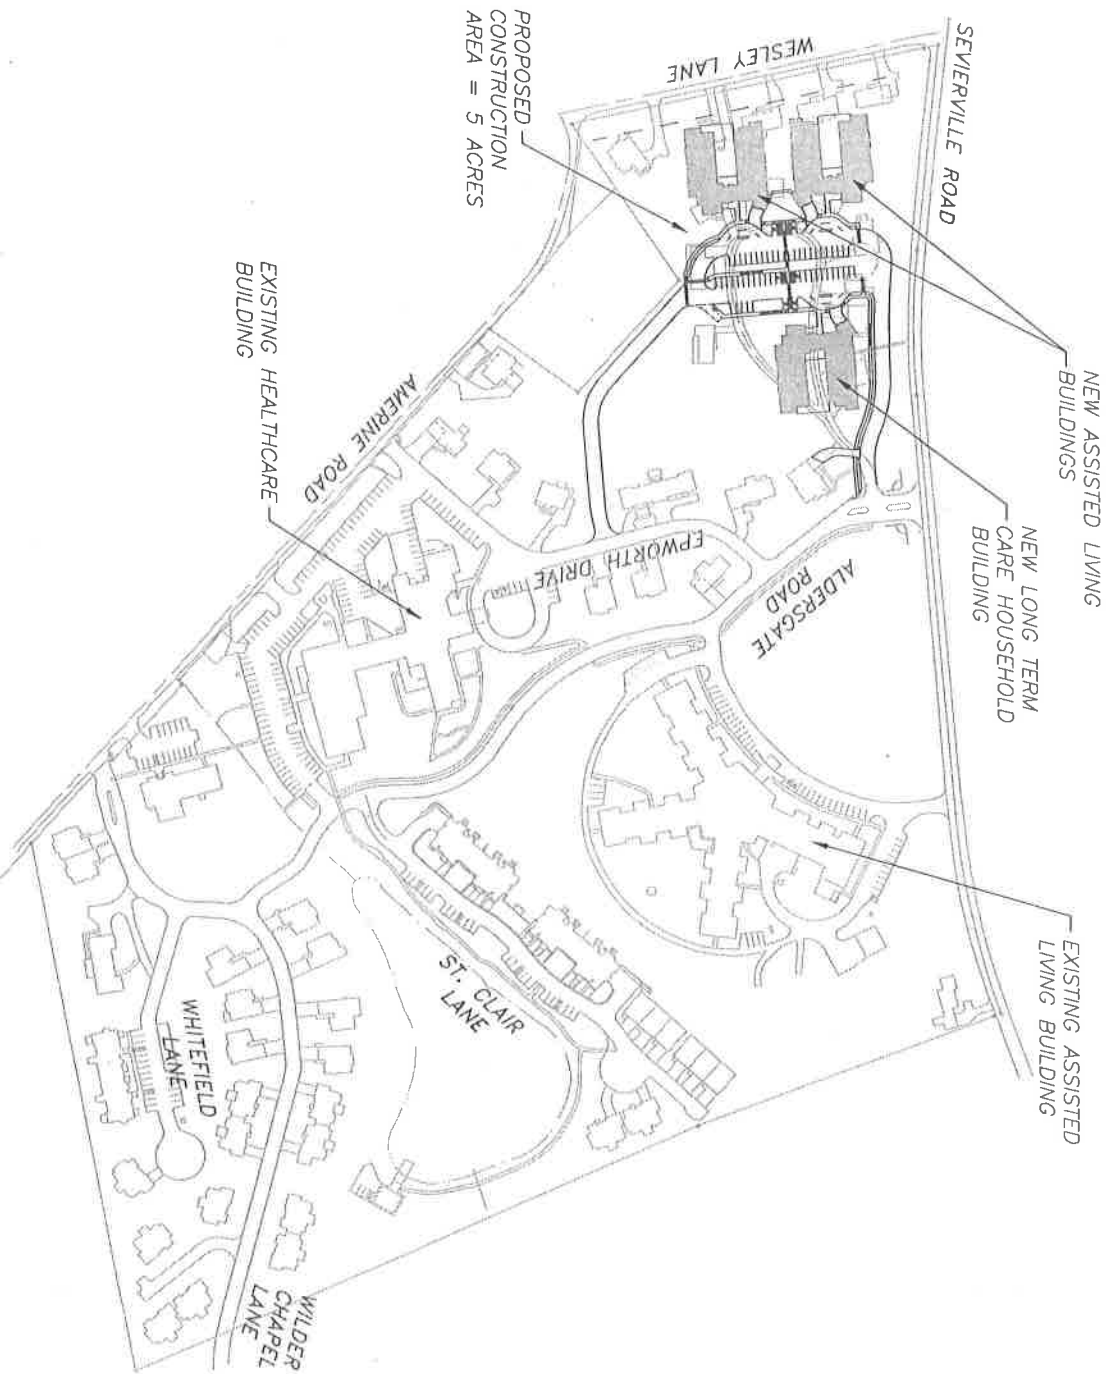 SEVIERVILLE ROAD
WESLEY LANE
PROPOSED
CONSTRUCTION
AREA = 5 ACRES
NEW ASSISTED LIVING
BUILDINGS
NEW LONG TERM
CARE HOUSEHOLD
BUILDING
EXISTING HEALTHCARE
BUILDING
AMERINE ROAD
EPWORTH DRIVE
ALDERSGATE
ROAD
EXISTING ASSISTED
LIVING BUILDING
ST. CLAIR
LANE
WHITEFIELD
LANE
WILDER
CHAPEL
LANE